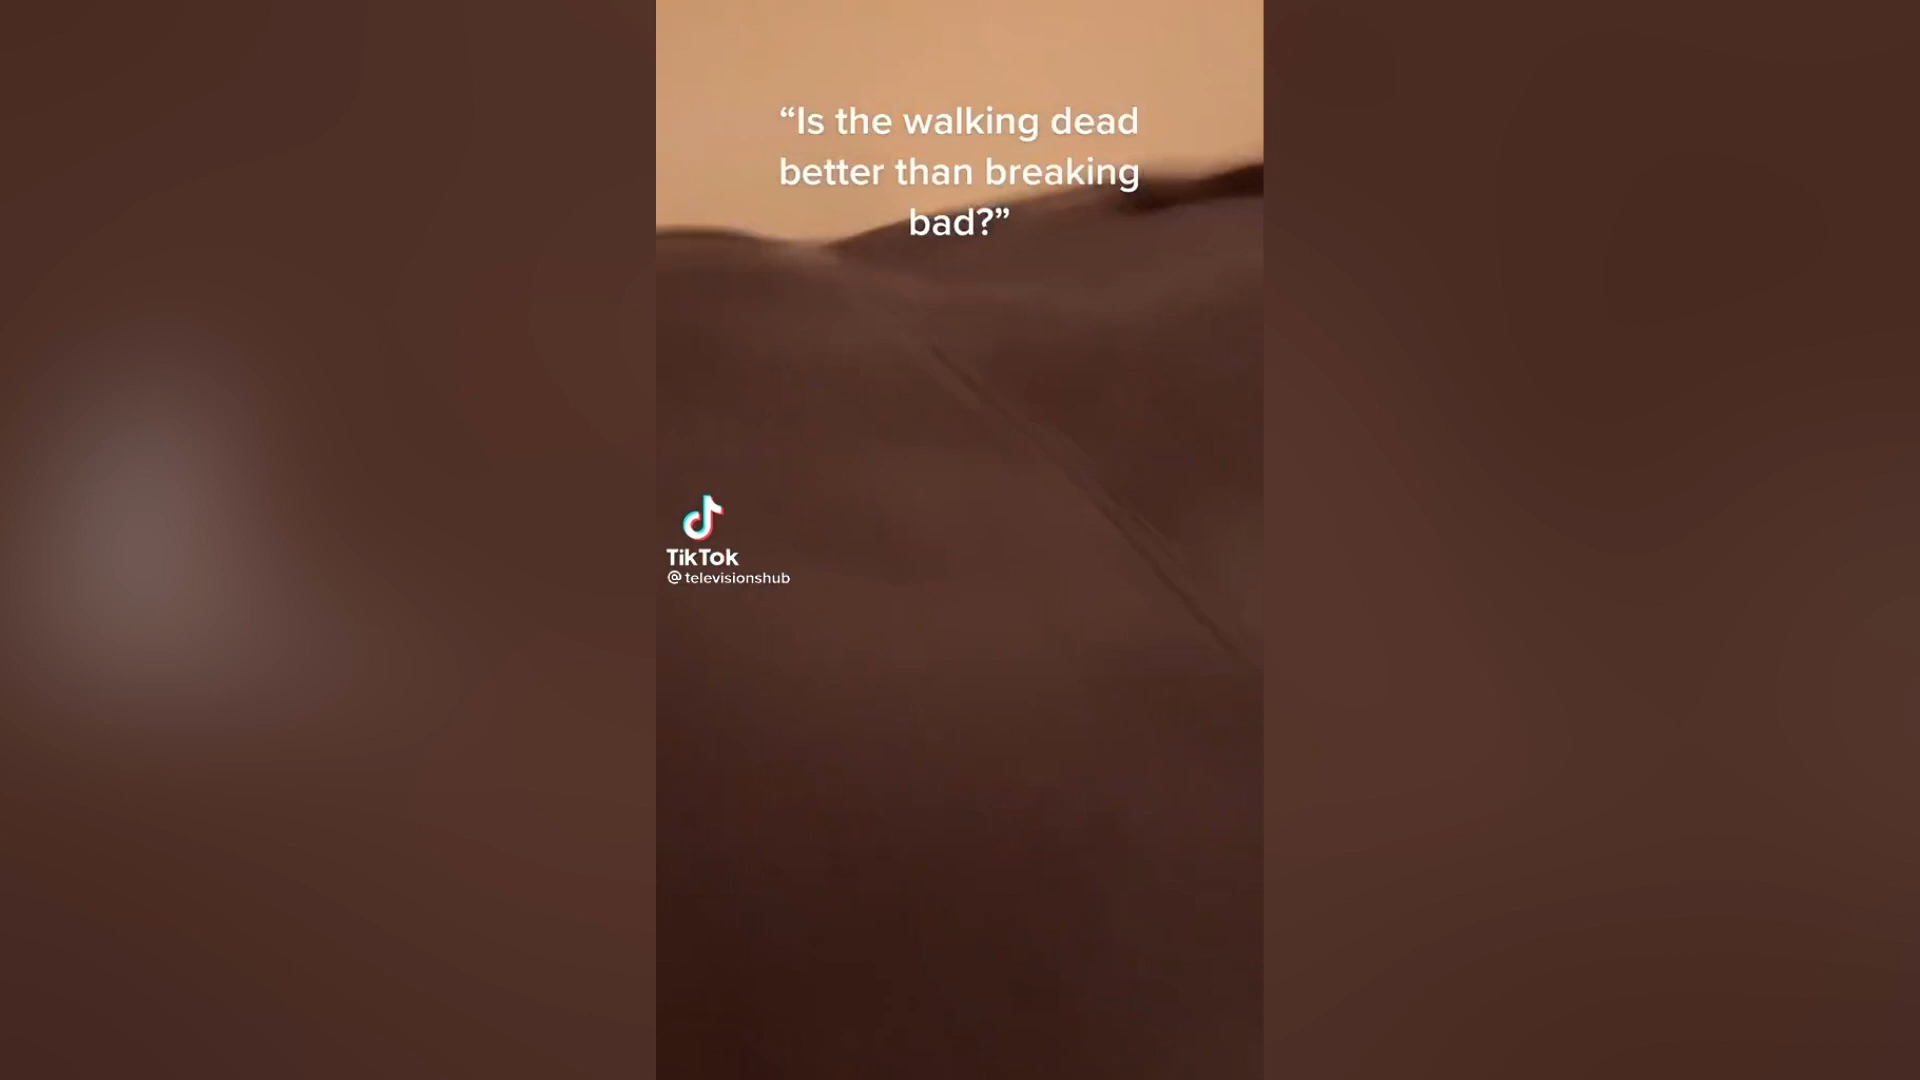 “Is the walking dead
better than breaking
bad?”
TikTok
@televisionshub